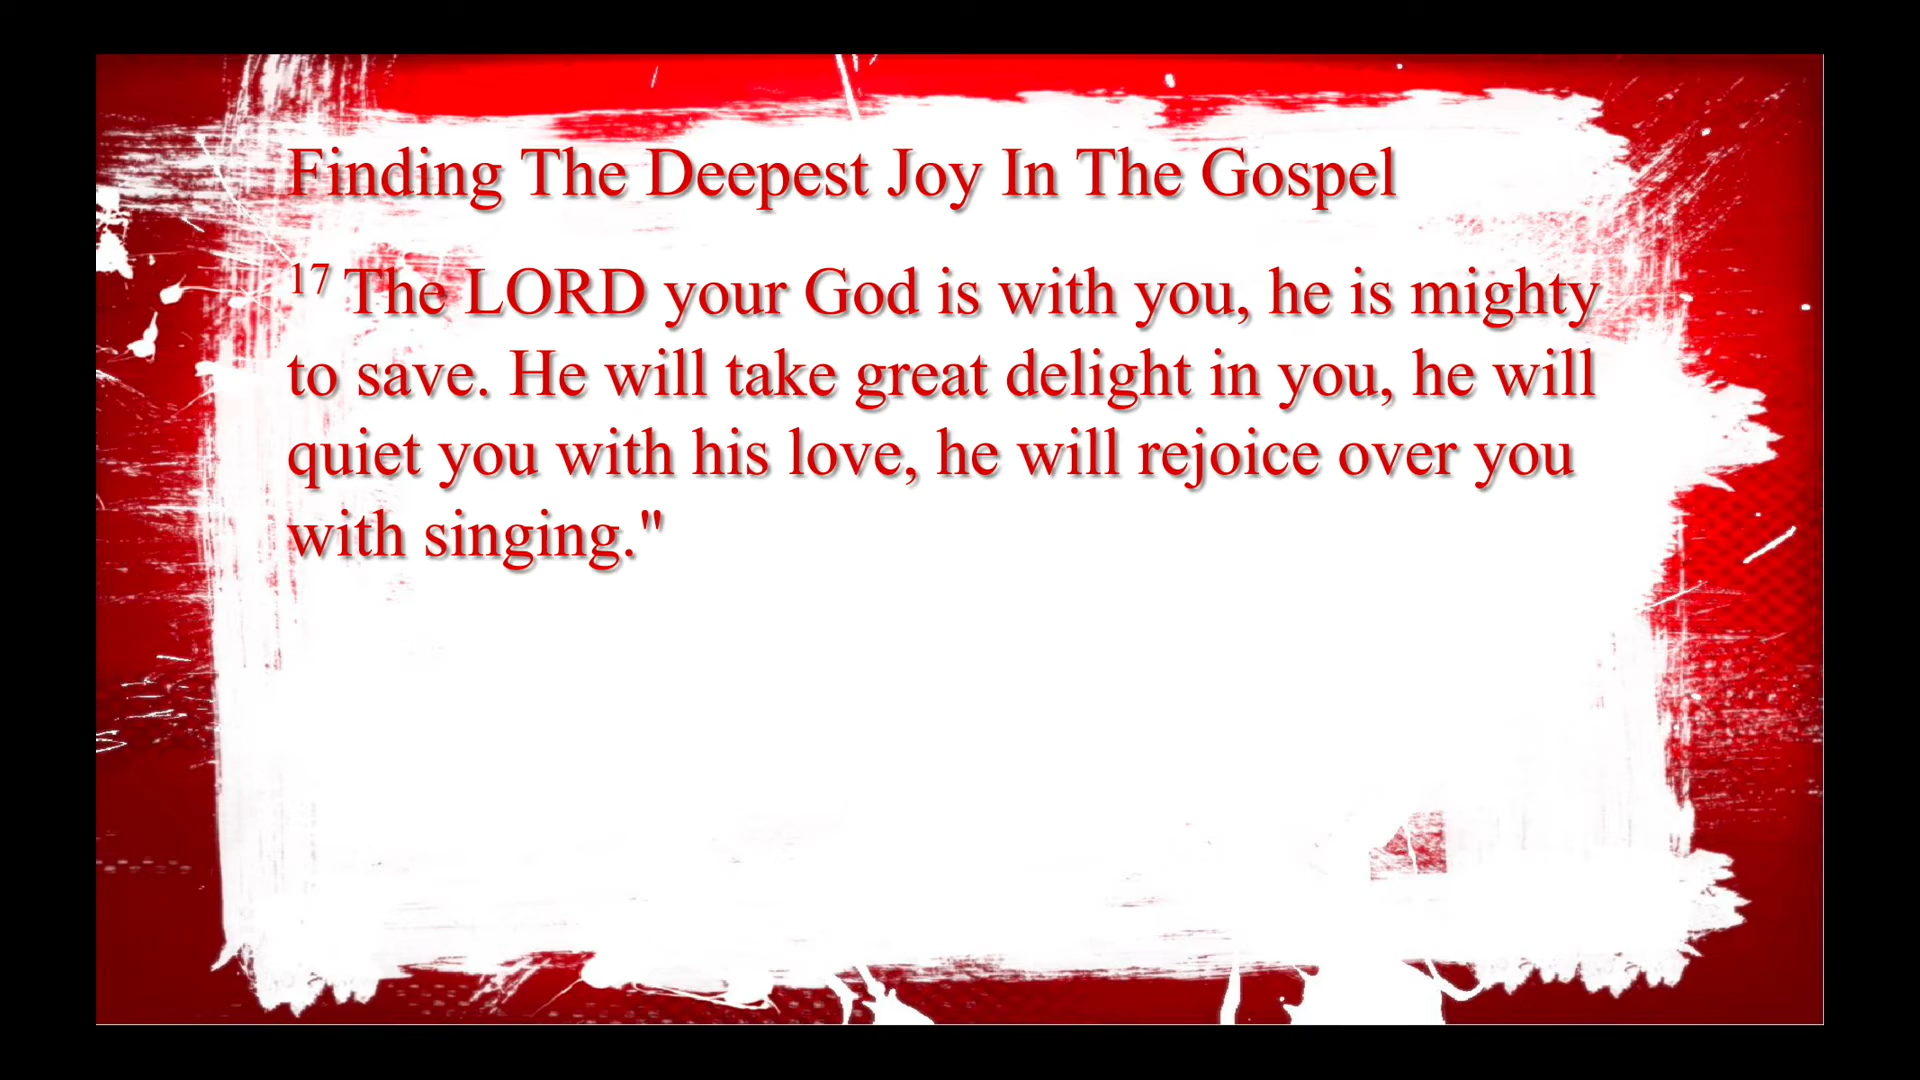 Finding The Deepest Joy In The Gospel
17 The LORD your God is with you, he is mighty
to save. He will take great delight in you, he will
quiet you with his love, he will rejoice over you
with singing."